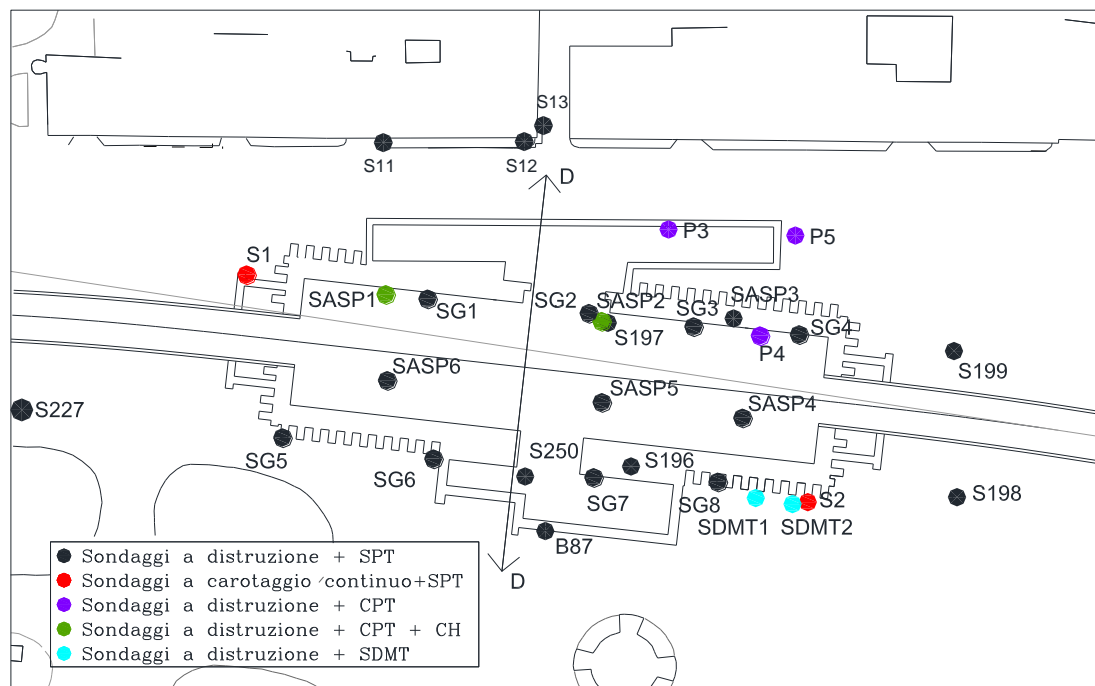 S13
S11
S12
D
P3
P5
S1
SASP1
SG1
SG2
SASP2
SG3
SASP3
S197
P4
SG4
S199
SASP6
SASP5
SASP4
S227
SG5
SG6
S250
S196
SG7
SG8
SDMT1
SDMT2
S2
S198
B87
D
Sondaggi a distruzione + SPT
Sondaggi a carotaggio continuo+SPT
Sondaggi a distruzione + CPT
Sondaggi a distruzione + CPT + CH
Sondaggi a distruzione + SDMT